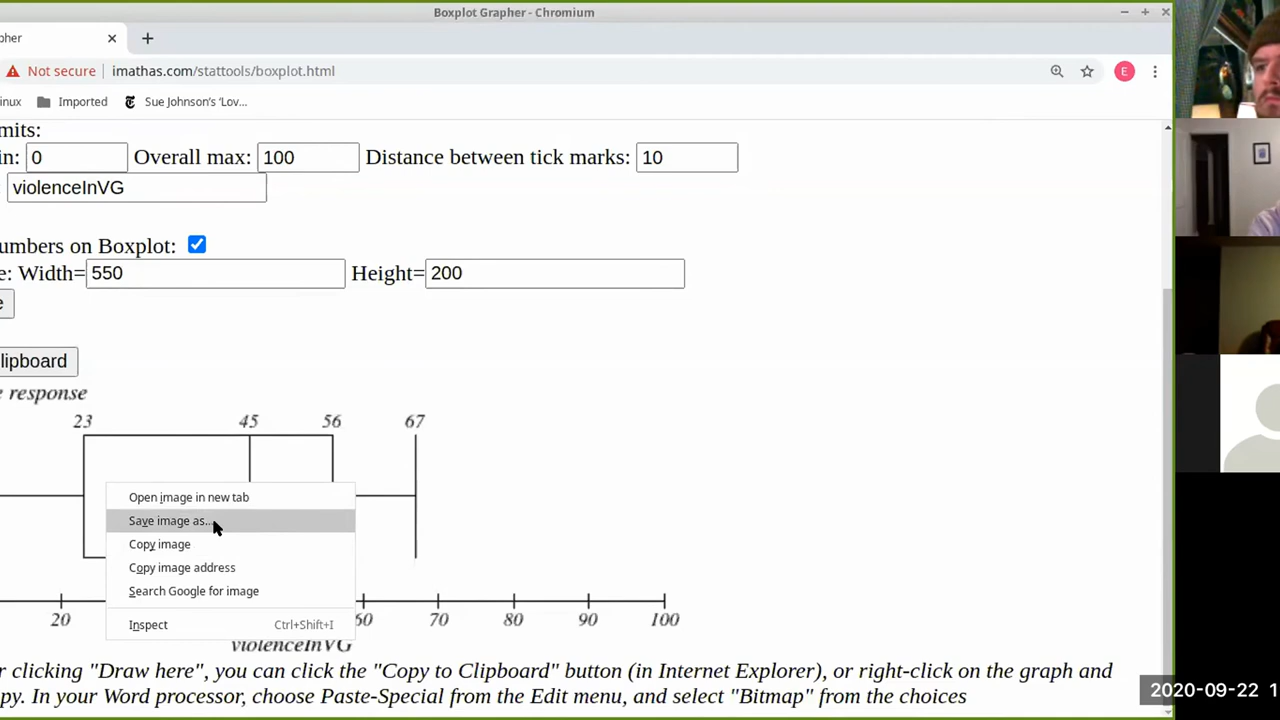 Boxplot Grapher - Chromium
pher
Not secure imathas.com/stattools/boxplot.html
inux Imported Sue Johnson's 'Lov...
mits:
in: 0 Overall max: 100 Distance between tick marks: 10
violenceInVG
umbers on Boxplot:
e: Width= 550 Height= 200
e
lipboard
e response
23 45 56 67
Open image in new tab
Save image as...
Copy image
Copy image address
Search Google for image
Inspect Ctrl+Shift+I
20 60 70 80 90 100
violenceInVG
r clicking "Draw here", you can click the "Copy to Clipboard" button (in Internet Explorer), or right-click on the graph and
py. In your Word processor, choose Paste-Special from the Edit menu, and select "Bitmap" from the choices
E
2020-09-22 1